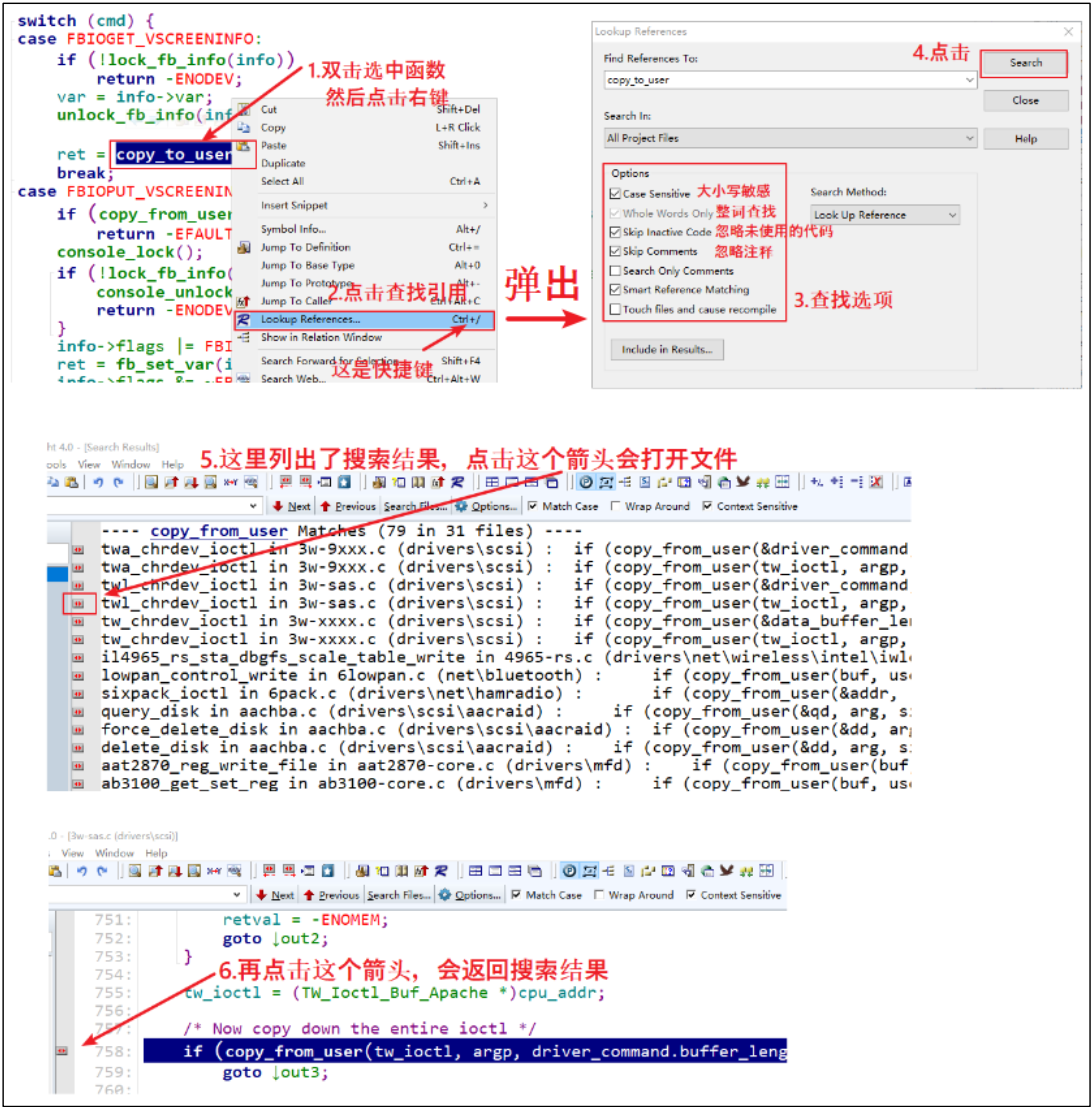 switch (cmd) {
case FBIOGET_VSCREENINFO:
if (!lock_fb_info(info))
return -ENODEV;
var = info->var;
unlock_fb_info(inf
ret = copy_to_user
break;
case FBIOPUT_VSCREENIN
if (copy_from_user
return -EFAULT
console_lock();
if (!lock_fb_info(
console_unlock
return -ENODEV
}
info->flags |= FBI
ret = fb_set_var(i
info->flags &= ~FB
1.双击选中函数
然后点击右键
Cut Shift+Del
Copy L+R Click
Paste Shift+Ins
Duplicate
Select All Ctrl+A
Insert Snippet
Symbol Info... Alt+/
Jump To Definition Ctrl+=
Jump To Base Type Alt+0
Jump To Prototype Alt+-
2.点击查找引用
Jump To Caller Ctrl+Alt+C
Lookup References... Ctrl+/
Show in Relation Window
Search Forward for Selection Shift+F4
这是快捷键
Search Web... Ctrl+Alt+W
弹出
Lookup References
Find References To:
copy_to_user
4.点击
Search
Close
Help
Search In:
All Project Files
Options
Case Sensitive 大小写敏感
Whole Words Only 整词查找
Skip Inactive Code 忽略未使用的代码
Skip Comments 忽略注释
Search Only Comments
Smart Reference Matching
Touch files and cause recompile
3.查找选项
Search Method:
Look Up Reference
Include in Results...
ht 4.0 - [Search Results]
ools View Window Help
5.这里列出了搜索结果，点击这个箭头会打开文件
Next Previous Search Files... Options... Match Case Wrap Around Context Sensitive
---- copy_from_user Matches (79 in 31 files) ----
twa_chrdev_ioctl in 3w-9xxx.c (drivers\scsi) : if (copy_from_user(&driver_command
twa_chrdev_ioctl in 3w-9xxx.c (drivers\scsi) : if (copy_from_user(tw_ioctl, argp,
twl_chrdev_ioctl in 3w-sas.c (drivers\scsi) : if (copy_from_user(&driver_command
twl_chrdev_ioctl in 3w-sas.c (drivers\scsi) : if (copy_from_user(tw_ioctl, argp,
tw_chrdev_ioctl in 3w-xxxx.c (drivers\scsi) : if (copy_from_user(&data_buffer_le
tw_chrdev_ioctl in 3w-xxxx.c (drivers\scsi) : if (copy_from_user(tw_ioctl, argp,
il4965_rs_sta_dbgfs_scale_table_write in 4965-rs.c (drivers\net\wireless\intel\iwl
lowpan_control_write in 6lowpan.c (net\bluetooth) : if (copy_from_user(buf, us
sixpack_ioctl in 6pack.c (drivers\net\hamradio) : if (copy_from_user(&addr,
query_disk in aachba.c (drivers\scsi\aacraid) : if (copy_from_user(&qd, arg, s
force_delete_disk in aachba.c (drivers\scsi\aacraid) : if (copy_from_user(&dd, ar
delete_disk in aachba.c (drivers\scsi\aacraid) : if (copy_from_user(&dd, arg, s
aat2870_reg_write_file in aat2870-core.c (drivers\mfd) : if (copy_from_user(buf
ab3100_get_set_reg in ab3100-core.c (drivers\mfd) : if (copy_from_user(buf, us
.0 - [3w-sas.c (drivers\scsi)]
View Window Help
Next Previous Search Files... Options... Match Case Wrap Around Context Sensitive
751: retval = -ENOMEM;
752: goto ↓out2;
753: }
754:
6.再点击这个箭头，会返回搜索结果
755: tw_ioctl = (TW_Ioctl_Buf_Apache *)cpu_addr;
756:
757: /* Now copy down the entire ioctl */
758: if (copy_from_user(tw_ioctl, argp, driver_command.buffer_leng
759: goto ↓out3;
760: